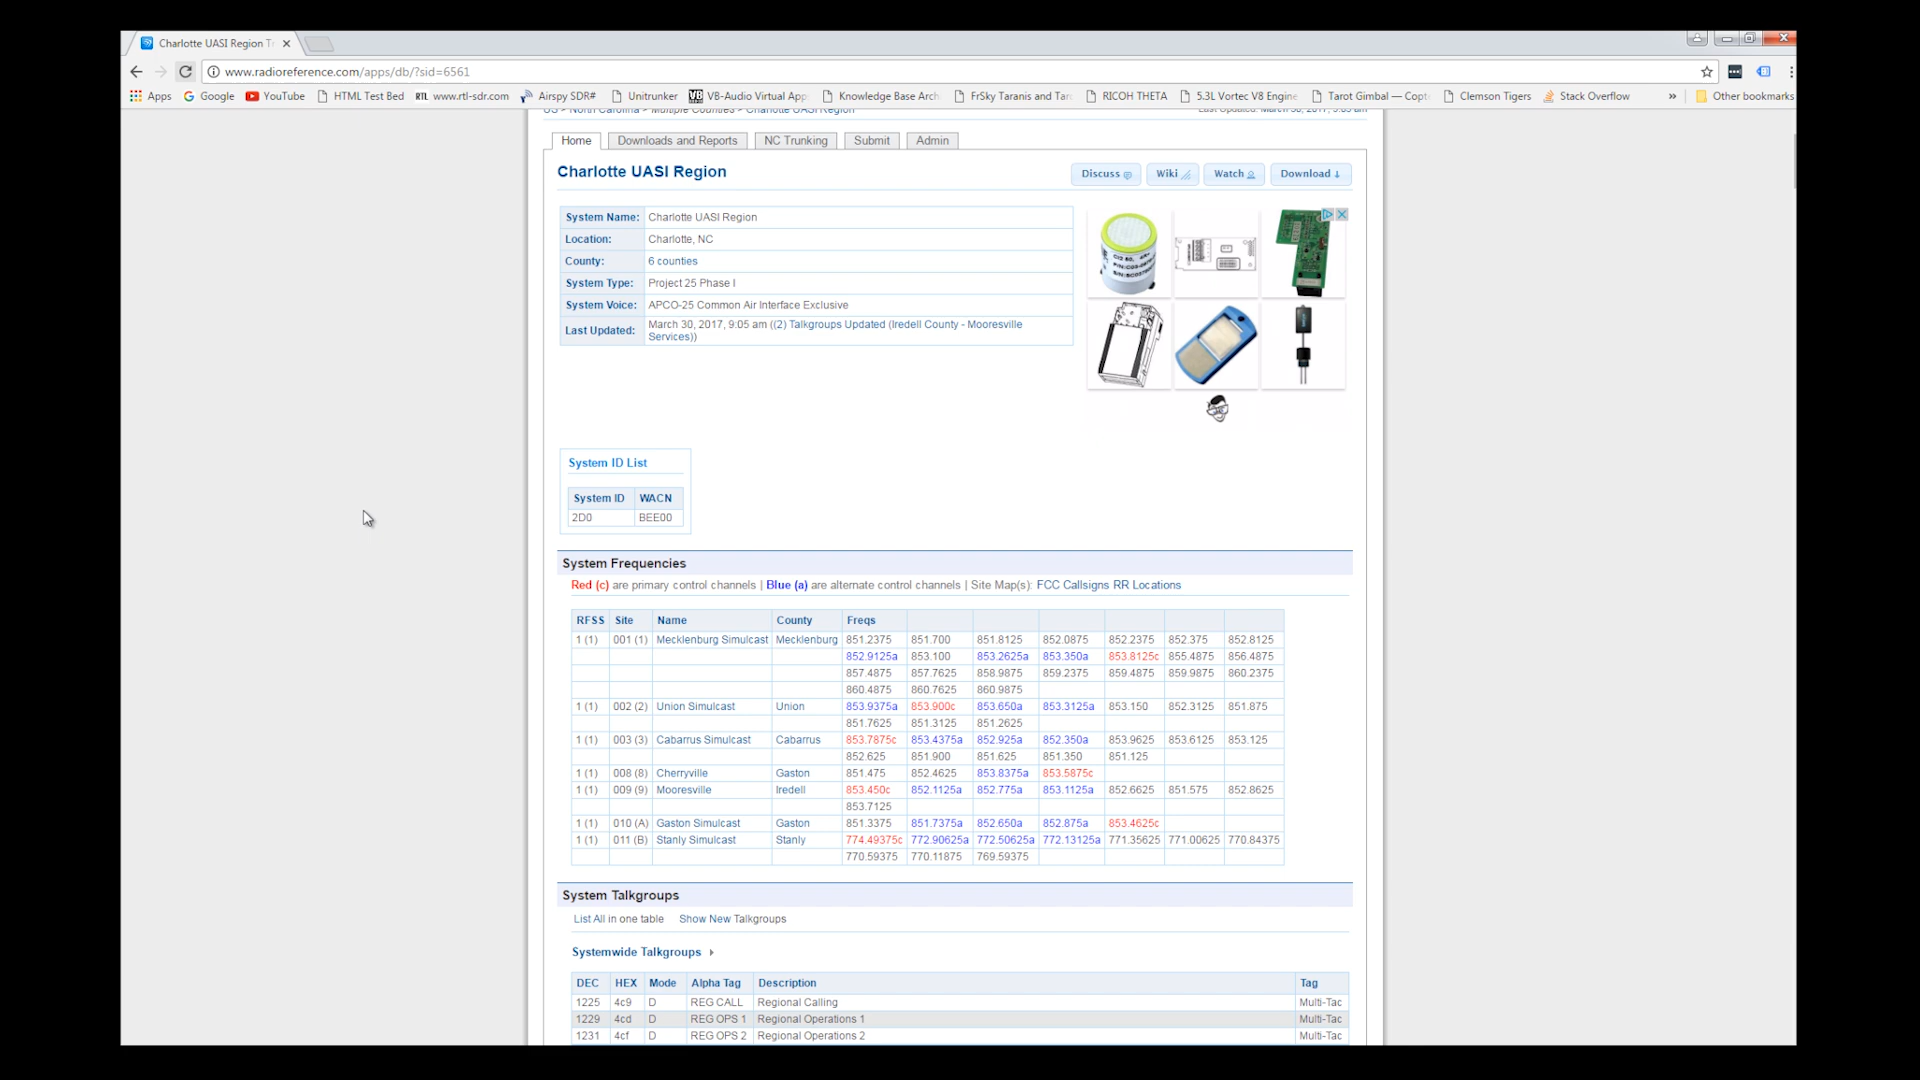 Charlotte UASI Region Tr
www.radioreference.com/apps/db/?sid=6561
Apps Google YouTube HTML Test Bed RTL www.rtl-sdr.com Airspy SDR# Unitrunker VB VB-Audio Virtual App Knowledge Base Arch FrSky Taranis and Tar RICOH THETA 5.3L Vortec V8 Engine Tarot Gimbal — Copt Clemson Tigers Stack Overflow » Other bookmarks
US > North Carolina > Multiple Counties > Charlotte UASI Region Last Updated: March 30, 2017, 9:05 am
Home Downloads and Reports NC Trunking Submit Admin
Charlotte UASI Region Discuss Wiki Watch Download
System Name: Charlotte UASI Region
Location: Charlotte, NC
County: 6 counties
System Type: Project 25 Phase I
System Voice: APCO-25 Common Air Interface Exclusive
Last Updated: March 30, 2017, 9:05 am ((2) Talkgroups Updated (Iredell County - Mooresville
Services))
System ID List
System ID WACN
2D0 BEE00
System Frequencies
Red (c) are primary control channels | Blue (a) are alternate control channels | Site Map(s): FCC Callsigns RR Locations
RFSS Site Name County Freqs
1 (1) 001 (1) Mecklenburg Simulcast Mecklenburg 851.2375 851.700 851.8125 852.0875 852.2375 852.375 852.8125
852.9125a 853.100 853.2625a 853.350a 853.8125c 855.4875 856.4875
857.4875 857.7625 858.9875 859.2375 859.4875 859.9875 860.2375
860.4875 860.7625 860.9875
1 (1) 002 (2) Union Simulcast Union 853.9375a 853.900c 853.650a 853.3125a 853.150 852.3125 851.875
851.7625 851.3125 851.2625
1 (1) 003 (3) Cabarrus Simulcast Cabarrus 853.7875c 853.4375a 852.925a 852.350a 853.9625 853.6125 853.125
852.625 851.900 851.625 851.350 851.125
1 (1) 008 (8) Cherryville Gaston 851.475 852.4625 853.8375a 853.5875c
1 (1) 009 (9) Mooresville Iredell 853.450c 852.1125a 852.775a 853.1125a 852.6625 851.575 852.8625
853.7125
1 (1) 010 (A) Gaston Simulcast Gaston 851.3375 851.7375a 852.650a 852.875a 853.4625c
1 (1) 011 (B) Stanly Simulcast Stanly 774.49375c 772.90625a 772.50625a 772.13125a 771.35625 771.00625 770.84375
770.59375 770.11875 769.59375
System Talkgroups
List All in one table Show New Talkgroups
Systemwide Talkgroups
DEC HEX Mode Alpha Tag Description Tag
1225 4c9 D REG CALL Regional Calling Multi-Tac
1229 4cd D REG OPS 1 Regional Operations 1 Multi-Tac
1231 4cf D REG OPS 2 Regional Operations 2 Multi-Tac